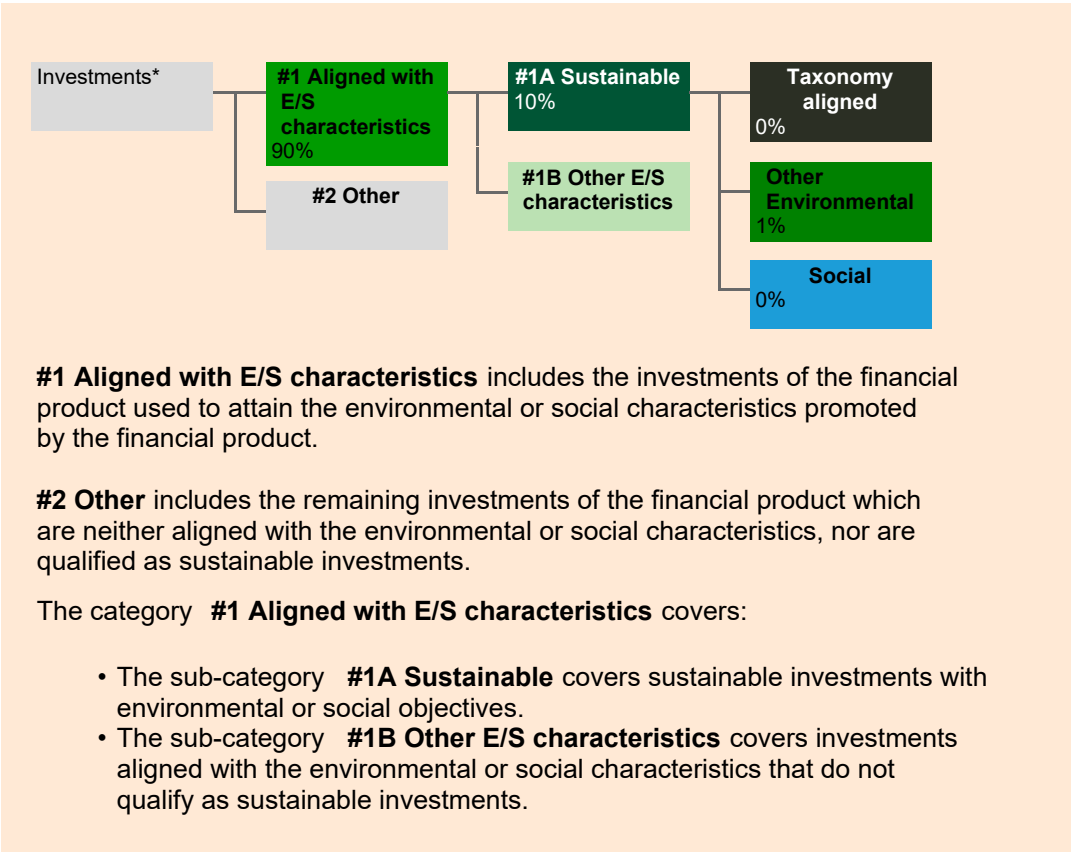 Investments*
#1 Aligned with
E/S
characteristics
90%
#2 Other
#1A Sustainable
10%
#1B Other E/S
characteristics
Taxonomy
aligned
0%
Other
Environmental
1%
Social
0%
#1 Aligned with E/S characteristics includes the investments of the financial
product used to attain the environmental or social characteristics promoted
by the financial product.
#2 Other includes the remaining investments of the financial product which
are neither aligned with the environmental or social characteristics, nor are
qualified as sustainable investments.
The category #1 Aligned with E/S characteristics covers:
• The sub-category #1A Sustainable covers sustainable investments with
environmental or social objectives.
• The sub-category #1B Other E/S characteristics covers investments
aligned with the environmental or social characteristics that do not
qualify as sustainable investments.